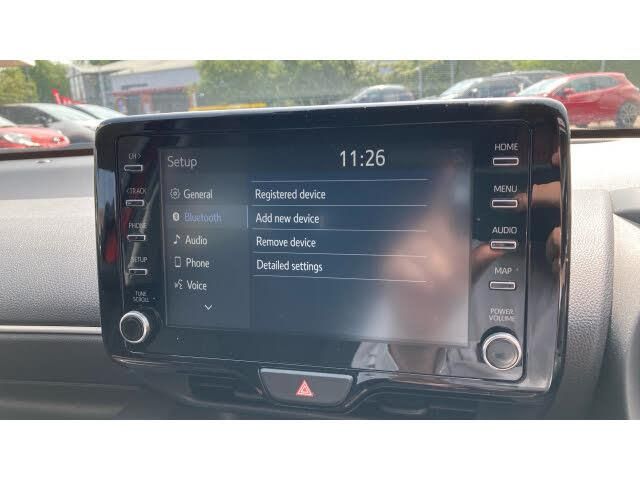 Setup
11:26
General
Bluetooth
Audio
Phone
Voice
Registered device
Add new device
Remove device
Detailed settings
CH >
<TRACK
PHONE
SETUP
TUNE
SCROLL
HOME
MENU
AUDIO
MAP
POWER
VOLUME